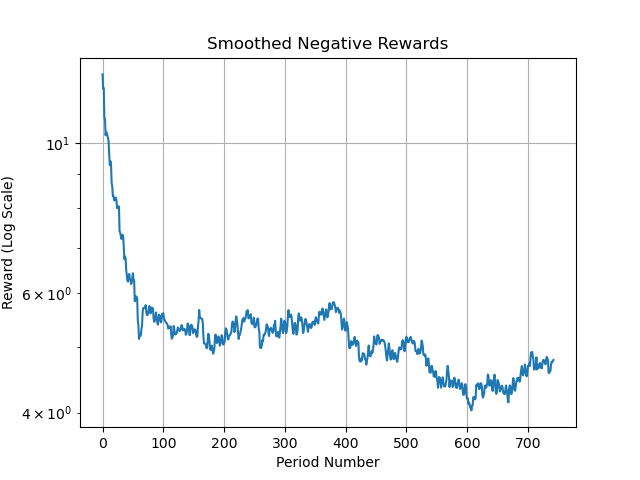 Smoothed Negative Rewards
Reward (Log Scale)
10¹
6 × 10⁰
4 × 10⁰
0 100 200 300 400 500 600 700
Period Number